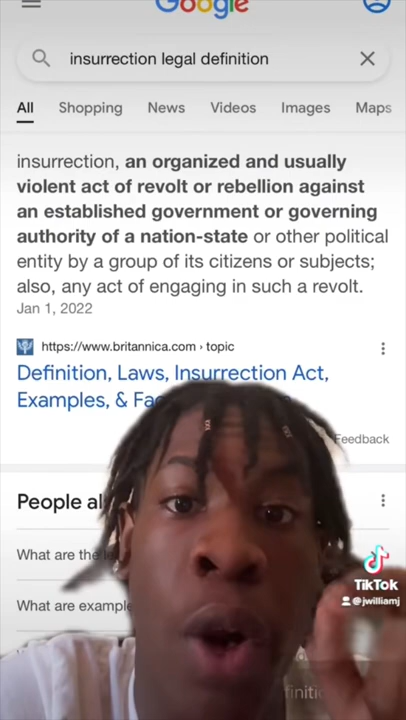 Google
insurrection legal definition
All Shopping News Videos Images Maps
insurrection, an organized and usually
violent act of revolt or rebellion against
an established government or governing
authority of a nation-state or other political
entity by a group of its citizens or subjects;
also, any act of engaging in such a revolt.
Jan 1, 2022
https://www.britannica.com › topic
Definition, Laws, Insurrection Act,
Examples, &
Feedback
People
What are the
What are
TikTok
@jwilliamj